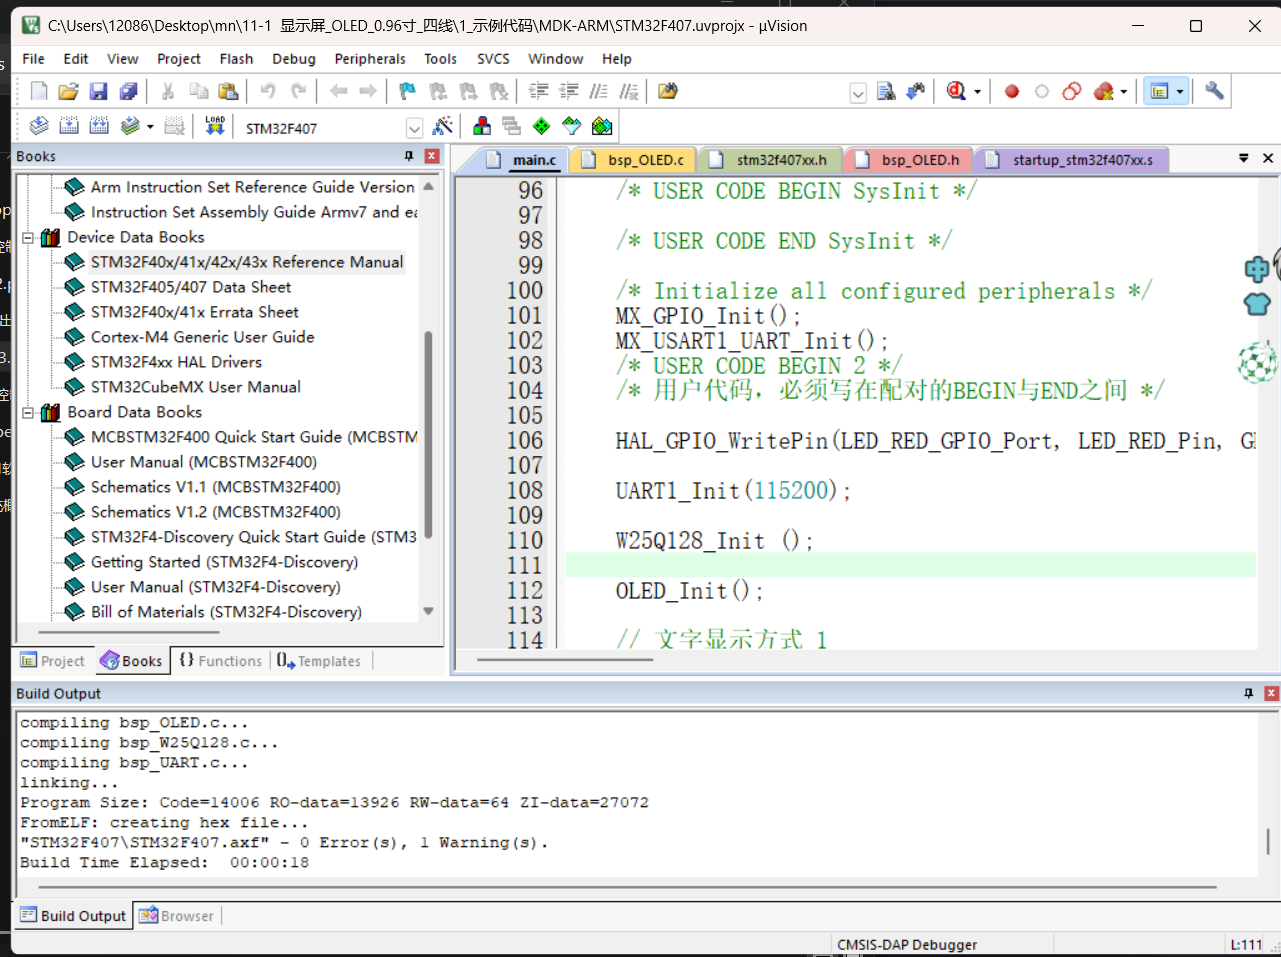 C:\Users\12086\Desktop\mn\11-1  显示屏_OLED_0.96寸_四线\1_示例代码\MDK-ARM\STM32F407.uvprojx - µVision
File Edit View Project Flash Debug Peripherals Tools SVCS Window Help
LOAD
STM32F407
Books
main.c bsp_OLED.c stm32f407xx.h bsp_OLED.h startup_stm32f407xx.s
Arm Instruction Set Reference Guide Version
Instruction Set Assembly Guide Armv7 and ea
Device Data Books
STM32F40x/41x/42x/43x Reference Manual
STM32F405/407 Data Sheet
STM32F40x/41x Errata Sheet
Cortex-M4 Generic User Guide
STM32F4xx HAL Drivers
STM32CubeMX User Manual
Board Data Books
MCBSTM32F400 Quick Start Guide (MCBSTM
User Manual (MCBSTM32F400)
Schematics V1.1 (MCBSTM32F400)
Schematics V1.2 (MCBSTM32F400)
STM32F4-Discovery Quick Start Guide (STM3
Getting Started (STM32F4-Discovery)
User Manual (STM32F4-Discovery)
Bill of Materials (STM32F4-Discovery)
Project Books {} Functions Templates
96 /* USER CODE BEGIN SysInit */
97
98 /* USER CODE END SysInit */
99
100 /* Initialize all configured peripherals */
101 MX_GPIO_Init();
102 MX_USART1_UART_Init();
103 /* USER CODE BEGIN 2 */
104 /* 用户代码，必须写在配对的BEGIN与END之间 */
105
106 HAL_GPIO_WritePin(LED_RED_GPIO_Port, LED_RED_Pin, GP
107
108 UART1_Init(115200);
109
110 W25Q128_Init ();
111
112 OLED_Init();
113
114 // 文字显示方式 1
Build Output
compiling bsp_OLED.c...
compiling bsp_W25Q128.c...
compiling bsp_UART.c...
linking...
Program Size: Code=14006 RO-data=13926 RW-data=64 ZI-data=27072
FromELF: creating hex file...
"STM32F407\STM32F407.axf" - 0 Error(s), 1 Warning(s).
Build Time Elapsed:  00:00:18
Build Output Browser
CMSIS-DAP Debugger
L:111